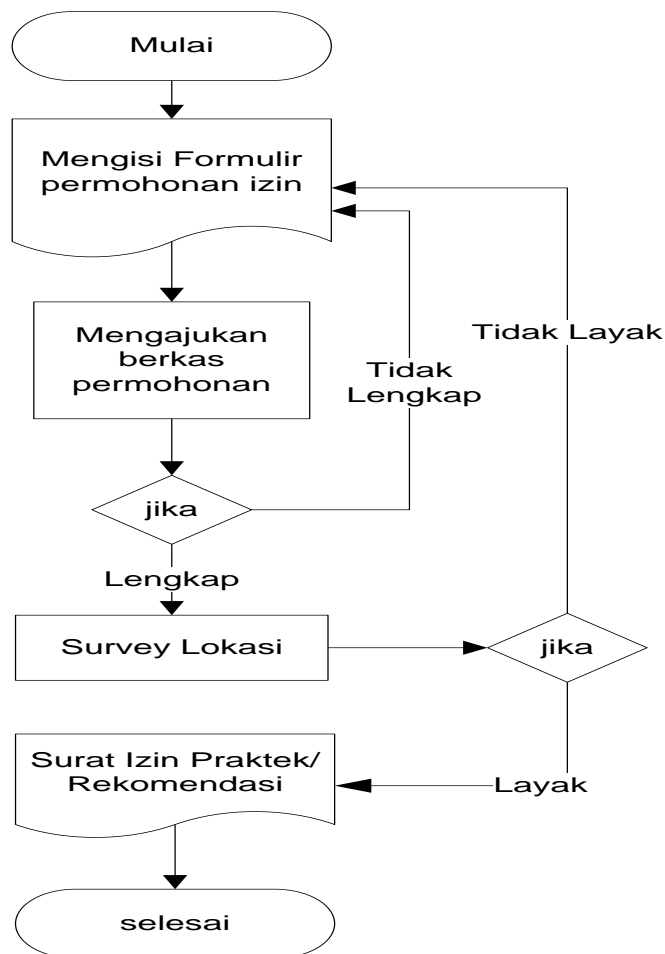 Mulai
Mengisi Formulir
permohonan izin
Mengajukan
berkas
permohonan
Tidak Layak
Tidak
Lengkap
jika
Lengkap
Survey Lokasi
jika
Surat Izin Praktek/
Rekomendasi
Layak
selesai